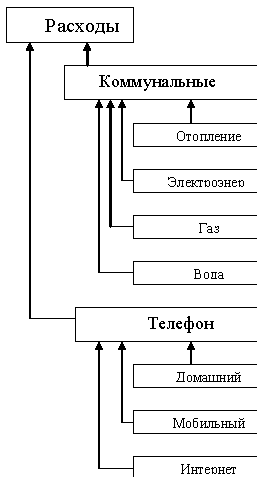 Расходы
Коммунальные
Отопление
Электроэнер
Газ
Вода
Телефон
Домашний
Мобильный
Интернет